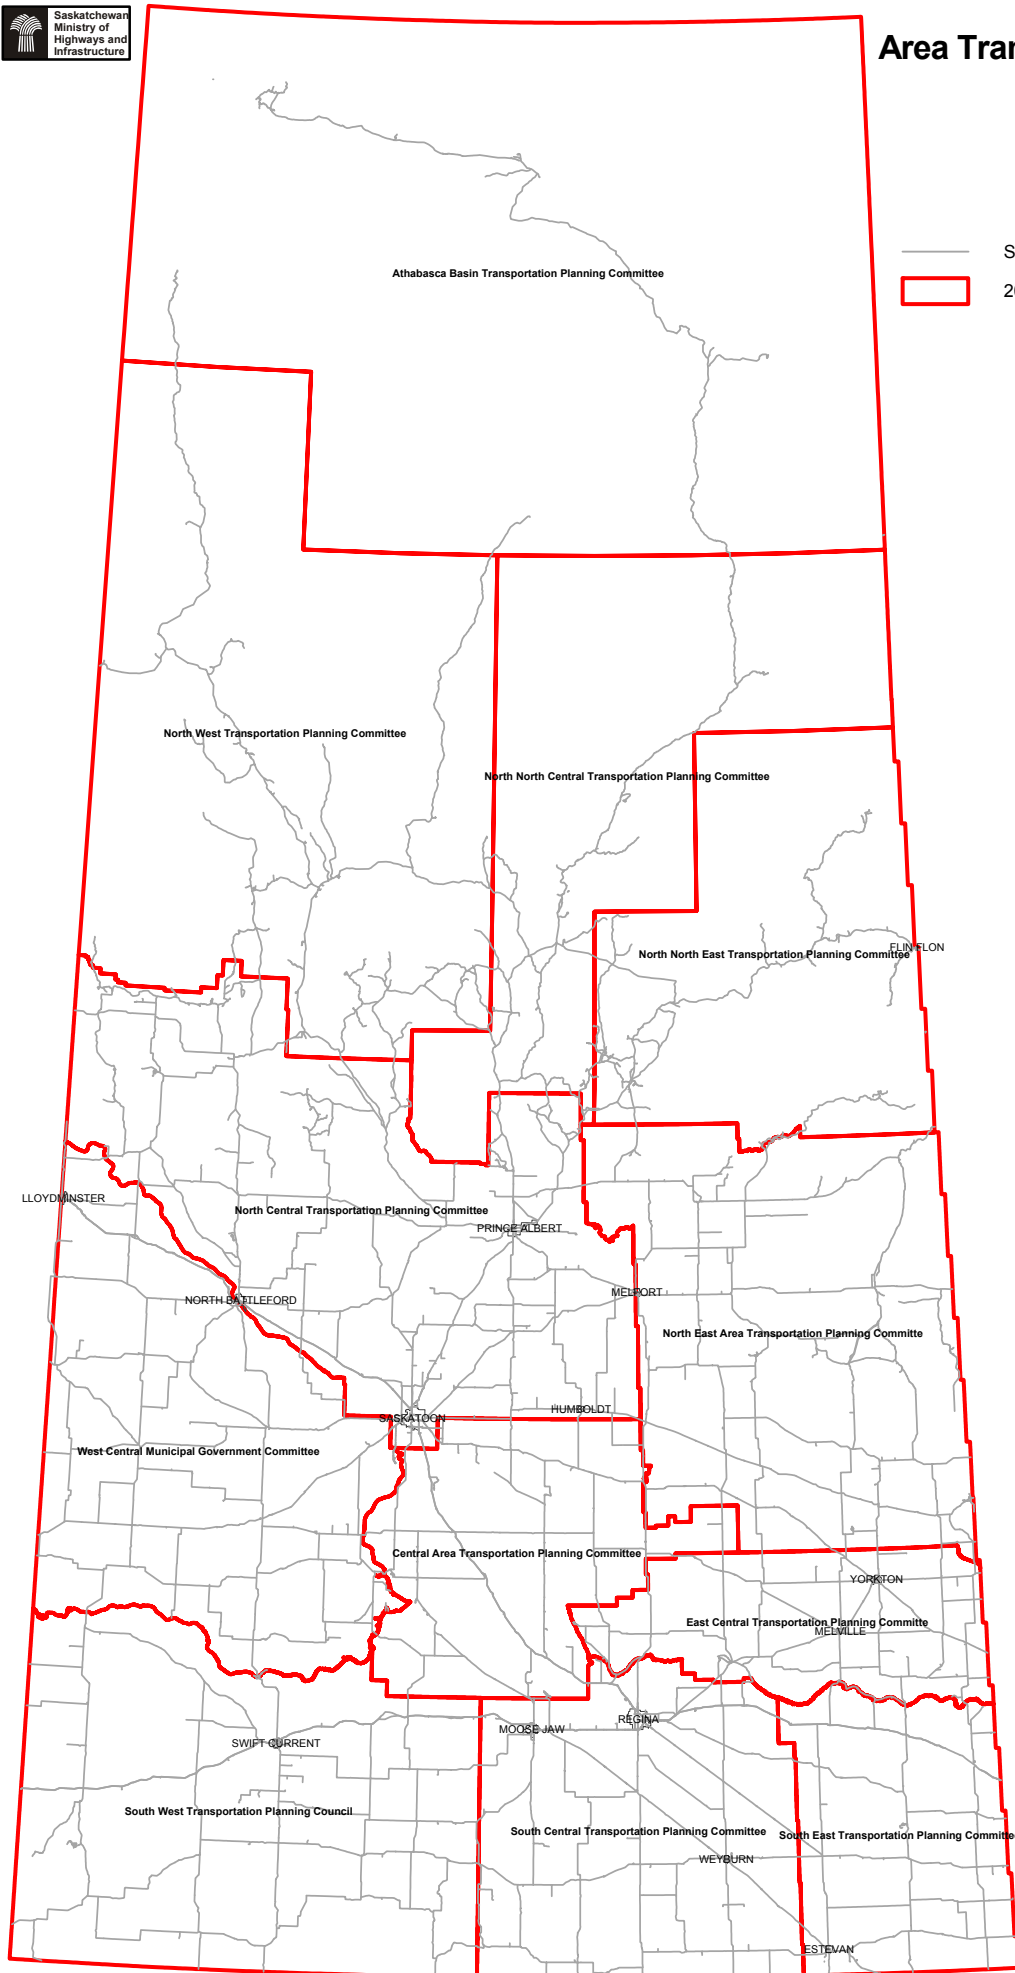 Saskatchewan
Ministry of
Highways and
Infrastructure
Area Tran
S
20
Athabasca Basin Transportation Planning Committee
North West Transportation Planning Committee
North North Central Transportation Planning Committee
FLIN FLON
North North East Transportation Planning Committee
LLOYDMINSTER
North Central Transportation Planning Committee
PRINCE ALBERT
MELFORT
NORTH BATTLEFORD
North East Area Transportation Planning Committe
HUMBOLDT
SASKATOON
West Central Municipal Government Committee
Central Area Transportation Planning Committee
YORKTON
East Central Transportation Planning Committe
MELVILLE
REGINA
MOOSE JAW
SWIFT CURRENT
South West Transportation Planning Council
South Central Transportation Planning Committee
South East Transportation Planning Committe
WEYBURN
ESTEVAN